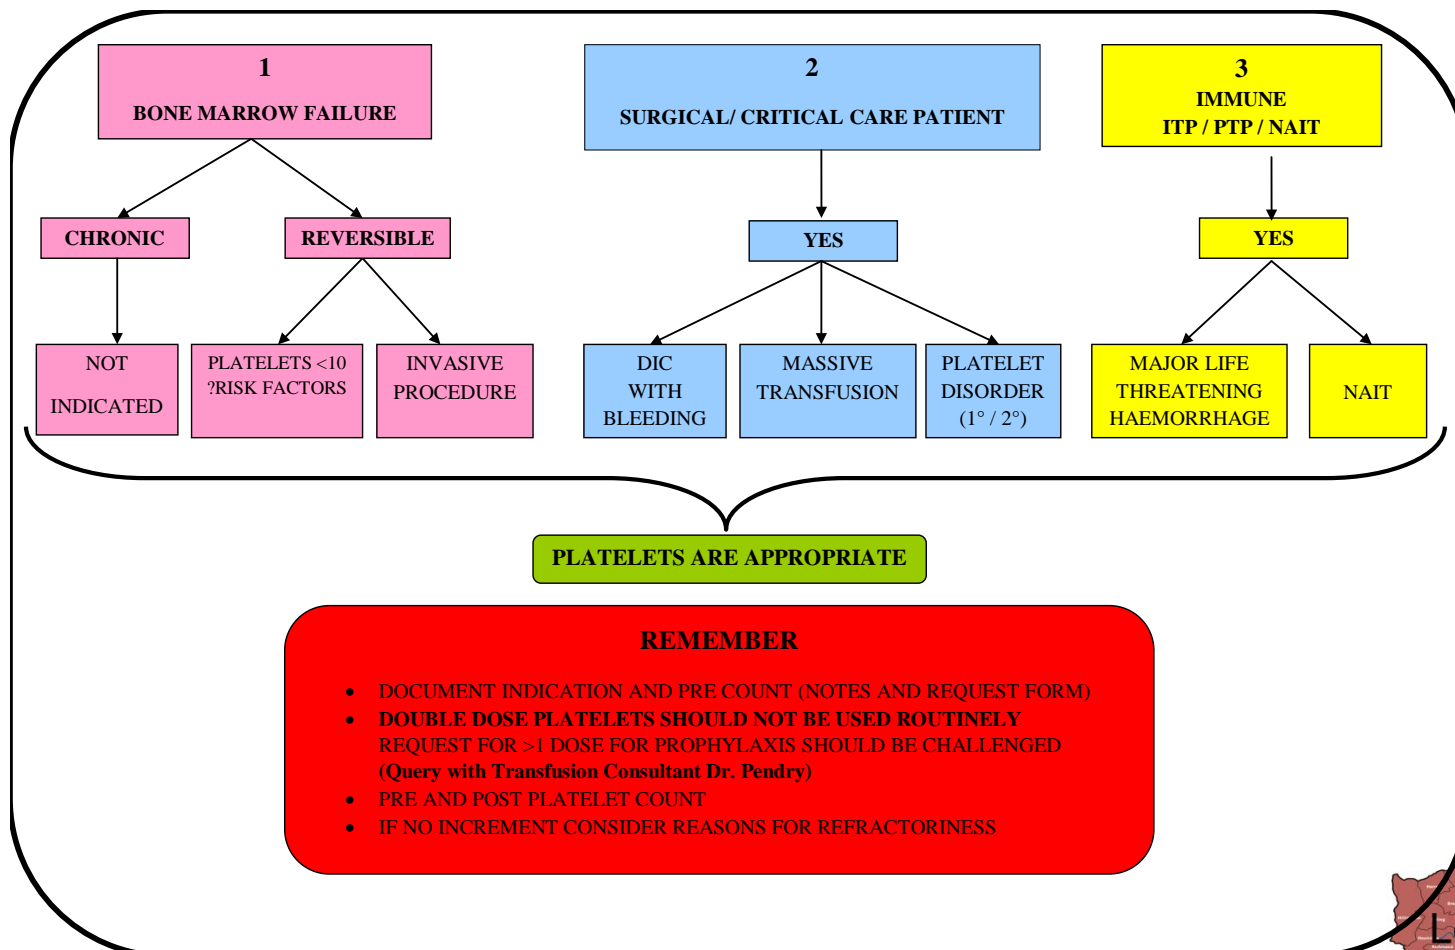 1
BONE MARROW FAILURE
2
SURGICAL/ CRITICAL CARE PATIENT
3
IMMUNE
ITP / PTP / NAIT
CHRONIC
REVERSIBLE
YES
YES
NOT
INDICATED
PLATELETS <10
?RISK FACTORS
INVASIVE
PROCEDURE
DIC
WITH
BLEEDING
MASSIVE
TRANSFUSION
PLATELET
DISORDER
(1° / 2°)
MAJOR LIFE
THREATENING
HAEMORRHAGE
NAIT
PLATELETS ARE APPROPRIATE
REMEMBER
• DOCUMENT INDICATION AND PRE COUNT (NOTES AND REQUEST FORM)
• DOUBLE DOSE PLATELETS SHOULD NOT BE USED ROUTINELY
REQUEST FOR >1 DOSE FOR PROPHYLAXIS SHOULD BE CHALLENGED
(Query with Transfusion Consultant Dr. Pendry)
• PRE AND POST PLATELET COUNT
• IF NO INCREMENT CONSIDER REASONS FOR REFRACTORINESS
L